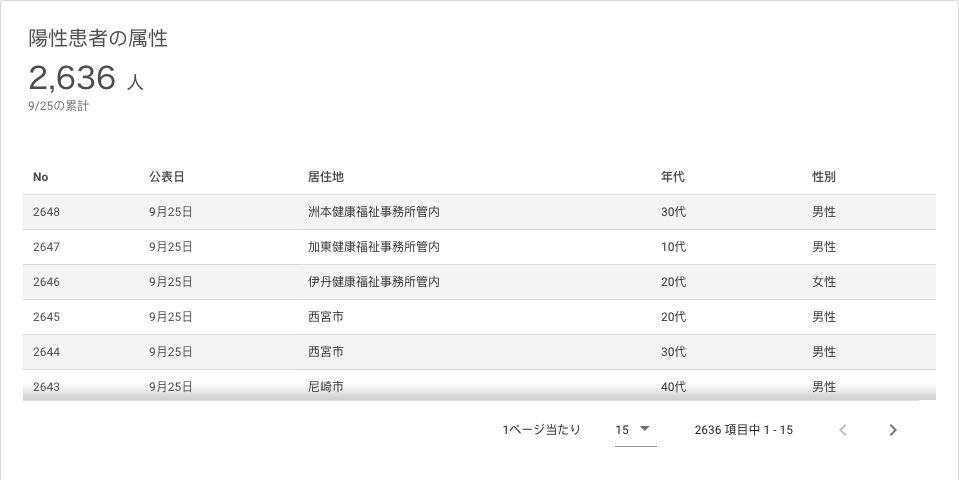 陽性患者の属性
2,636 人
9/25の累計
No 公表日 居住地 年代 性別
2648 9月25日 洲本健康福祉事務所管内 30代 男性
2647 9月25日 加東健康福祉事務所管内 10代 男性
2646 9月25日 伊丹健康福祉事務所管内 20代 女性
2645 9月25日 西宮市 20代 男性
2644 9月25日 西宮市 30代 男性
2643 9月25日 尼崎市 40代 男性
1ページ当たり 15 2636 項目中 1 - 15